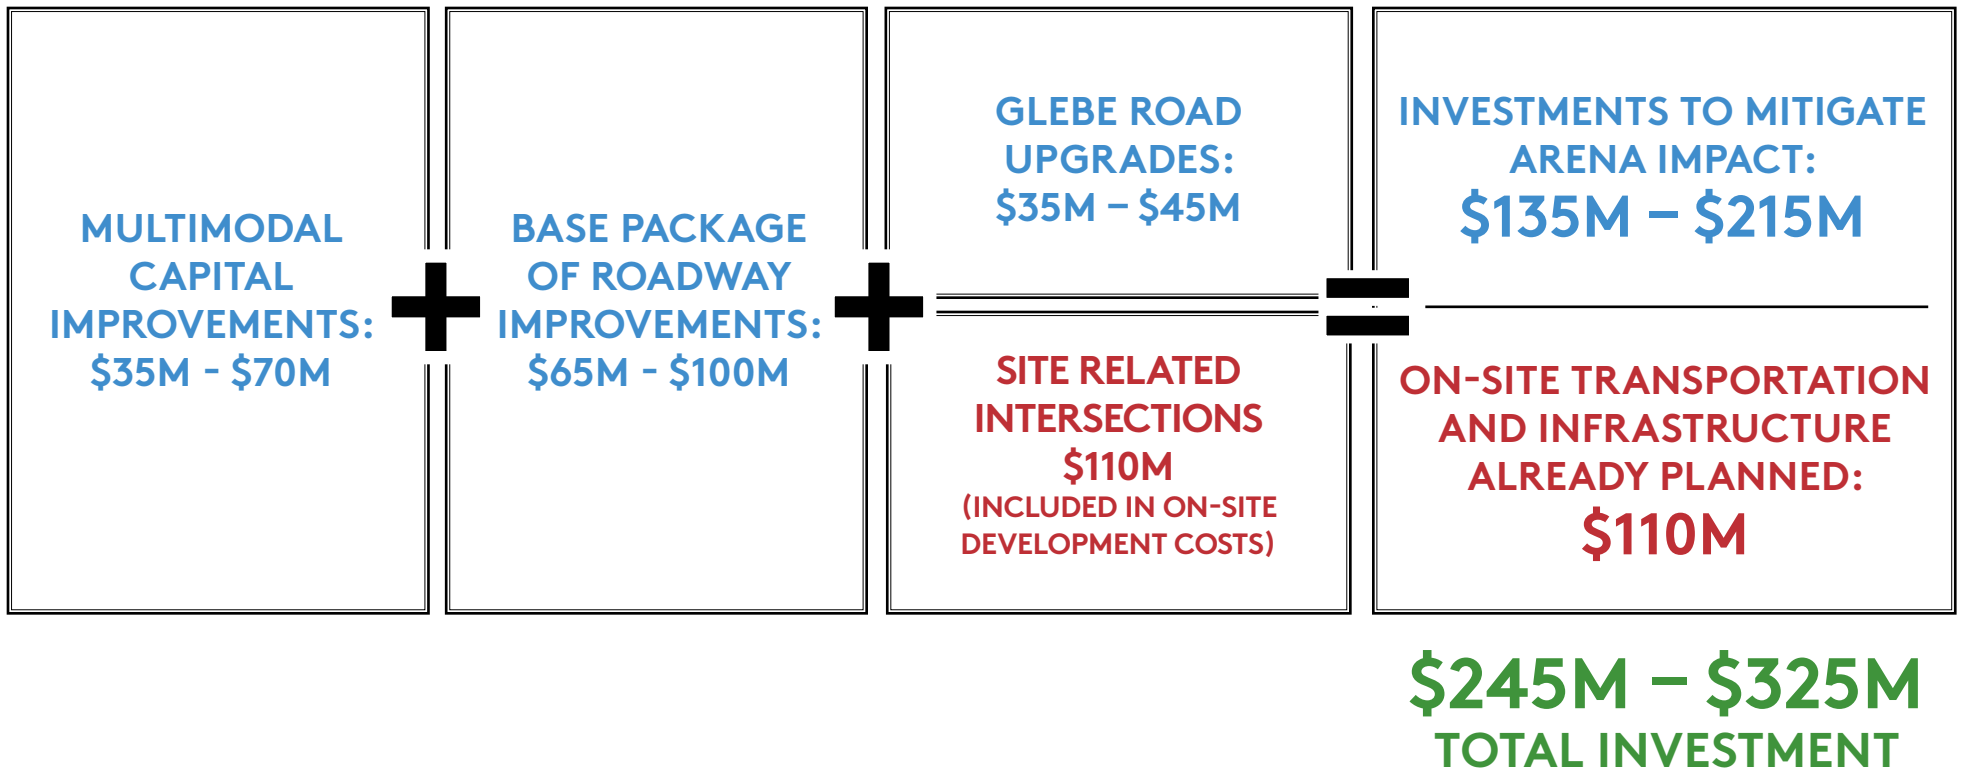 MULTIMODAL
CAPITAL
IMPROVEMENTS:
$35M - $70M
BASE PACKAGE
OF ROADWAY
IMPROVEMENTS:
$65M - $100M
GLEBE ROAD
UPGRADES:
$35M – $45M
SITE RELATED
INTERSECTIONS
$110M
(INCLUDED IN ON-SITE
DEVELOPMENT COSTS)
INVESTMENTS TO MITIGATE
ARENA IMPACT:
$135M – $215M
ON-SITE TRANSPORTATION
AND INFRASTRUCTURE
ALREADY PLANNED:
$110M
$245M – $325M
TOTAL INVESTMENT